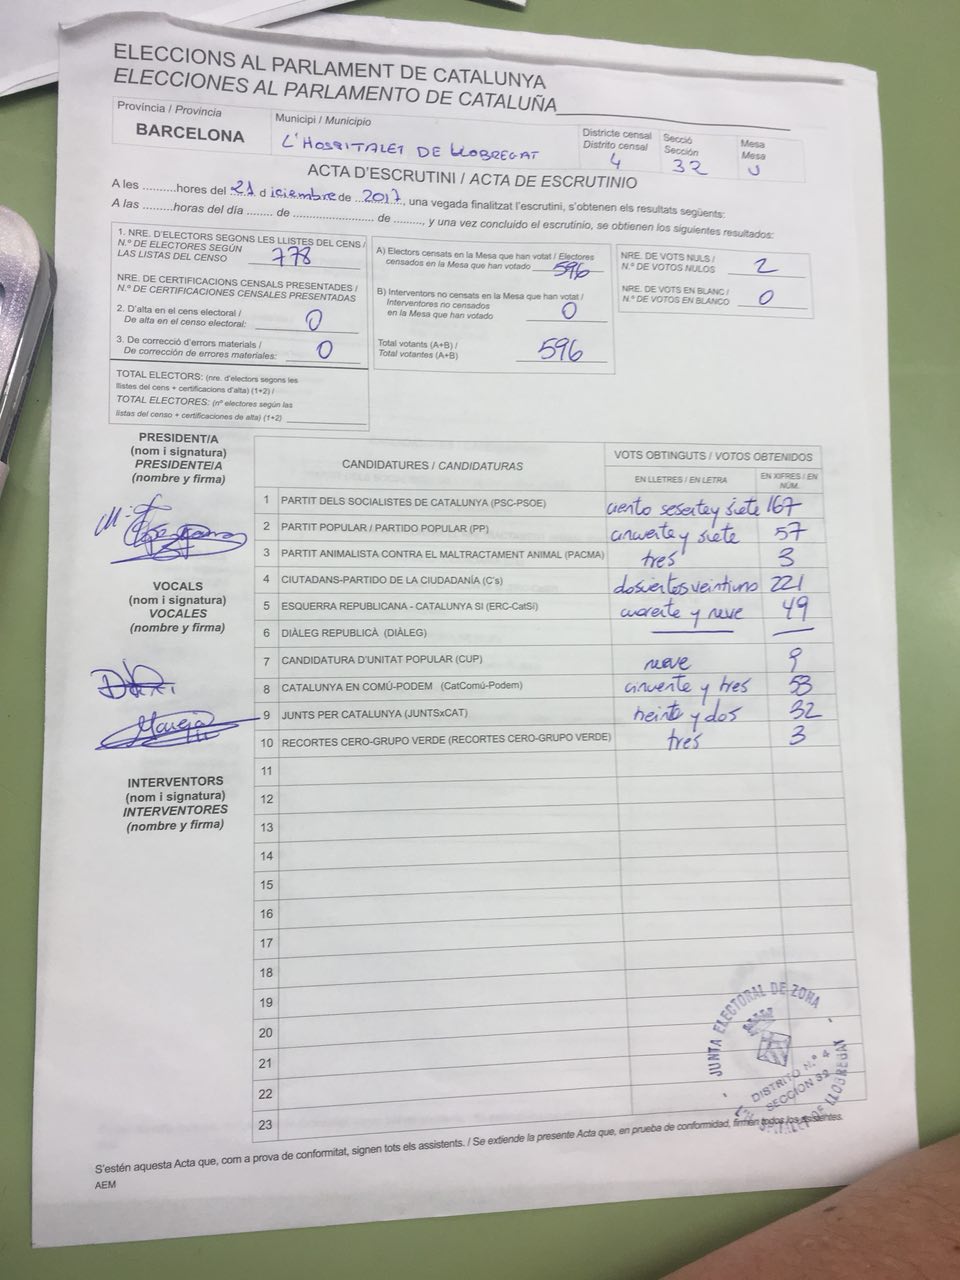 ELECCIONS AL PARLAMENT DE CATALUNYA
ELECCIONES AL PARLAMENTO DE CATALUÑA
Província / Provincia
BARCELONA
Municipi / Municipio
L'HOSPITALET DE LLOBREGAT
Districte censal
Distrito censal
4
Secció
Sección
32
Mesa
Mesa
U
ACTA D'ESCRUTINI / ACTA DE ESCRUTINIO
A les ..........hores del 21 d iciembre de 2017, una vegada finalitzat l'escrutini, s'obtenen els resultats següents:
A las ..........horas del día ........ de ......................... de ........., y una vez concluido el escrutinio, se obtienen los siguientes resultados:
1. NRE. D'ELECTORS SEGONS LES LLISTES DEL CENS /
N.º DE ELECTORES SEGÚN
LAS LISTAS DEL CENSO 778
NRE. DE CERTIFICACIONS CENSALS PRESENTADES /
N.º DE CERTIFICACIONES CENSALES PRESENTADAS
2. D'alta en el cens electoral /
De alta en el censo electoral: 0
3. De correcció d'errors materials /
De corrección de errores materiales: 0
TOTAL ELECTORS: (nre. d'electors segons les
llistes del cens + certificacions d'alta) (1+2) /
TOTAL ELECTORES: (nº electores según las
listas del censo + certificaciones de alta) (1+2)
A) Electors censats en la Mesa que han votat / Electores
censados en la Mesa que han votado 596
B) Interventors no censats en la Mesa que han votat /
Interventores no censados
en la Mesa que han votado 0
Total votants (A+B) /
Total votantes (A+B) 596
NRE. DE VOTS NULS /
N.º DE VOTOS NULOS 2
NRE. DE VOTS EN BLANC /
N.º DE VOTOS EN BLANCO 0
PRESIDENT/A
(nom i signatura)
PRESIDENTE/A
(nombre y firma)
VOCALS
(nom i signatura)
VOCALES
(nombre y firma)
INTERVENTORS
(nom i signatura)
INTERVENTORES
(nombre y firma)
CANDIDATURES / CANDIDATURAS
VOTS OBTINGUTS / VOTOS OBTENIDOS
EN LLETRES / EN LETRA
EN XIFRES / EN
NÚM.
1 PARTIT DELS SOCIALISTES DE CATALUNYA (PSC-PSOE) ciento sesenta y siete 167
2 PARTIT POPULAR / PARTIDO POPULAR (PP) cincuenta y siete 57
3 PARTIT ANIMALISTA CONTRA EL MALTRACTAMENT ANIMAL (PACMA) tres 3
4 CIUTADANS-PARTIDO DE LA CIUDADANÍA (C's) doscientos veintiuno 221
5 ESQUERRA REPUBLICANA - CATALUNYA SI (ERC-CatSí) cuarenta y nueve 49
6 DIÀLEG REPUBLICÀ (DIÀLEG)
7 CANDIDATURA D'UNITAT POPULAR (CUP) nueve 9
8 CATALUNYA EN COMÚ-PODEM (CatComú-Podem) cincuenta y tres 53
9 JUNTS PER CATALUNYA (JUNTSxCAT) treinta y dos 32
10 RECORTES CERO-GRUPO VERDE (RECORTES CERO-GRUPO VERDE) tres 3
11
12
13
14
15
16
17
18
19
20
21
22
23
JUNTA ELECTORAL DE ZONA
DISTRITO N.º 4
SECCION 32
DE LLOBREGAT
S'estén aquesta Acta que, com a prova de conformitat, signen tots els assistents. / Se extiende la presente Acta que, en prueba de conformidad, firman todos los asistentes.
AEM